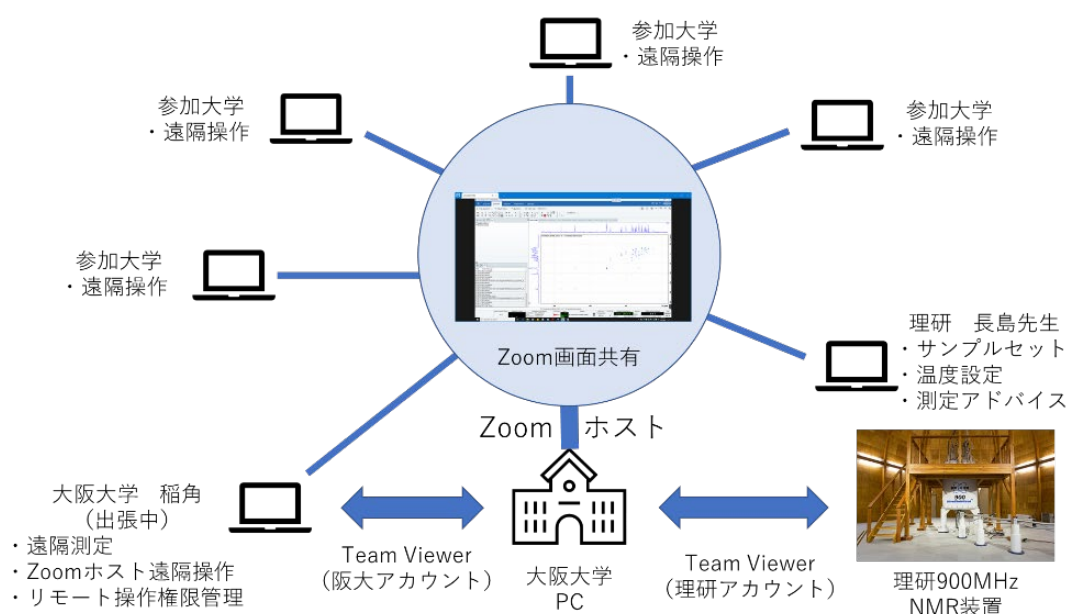 参加大学
・遠隔操作
参加大学
・遠隔操作
参加大学
・遠隔操作
参加大学
・遠隔操作
Zoom画面共有
理研　長島先生
・サンプルセット
・温度設定
・測定アドバイス
Zoom ホスト
大阪大学　稲角
（出張中）
・遠隔測定
・Zoomホスト遠隔操作
・リモート操作権限管理
Team Viewer
（阪大アカウント）
大阪大学
PC
Team Viewer
（理研アカウント）
900
理研900MHz
NMR装置